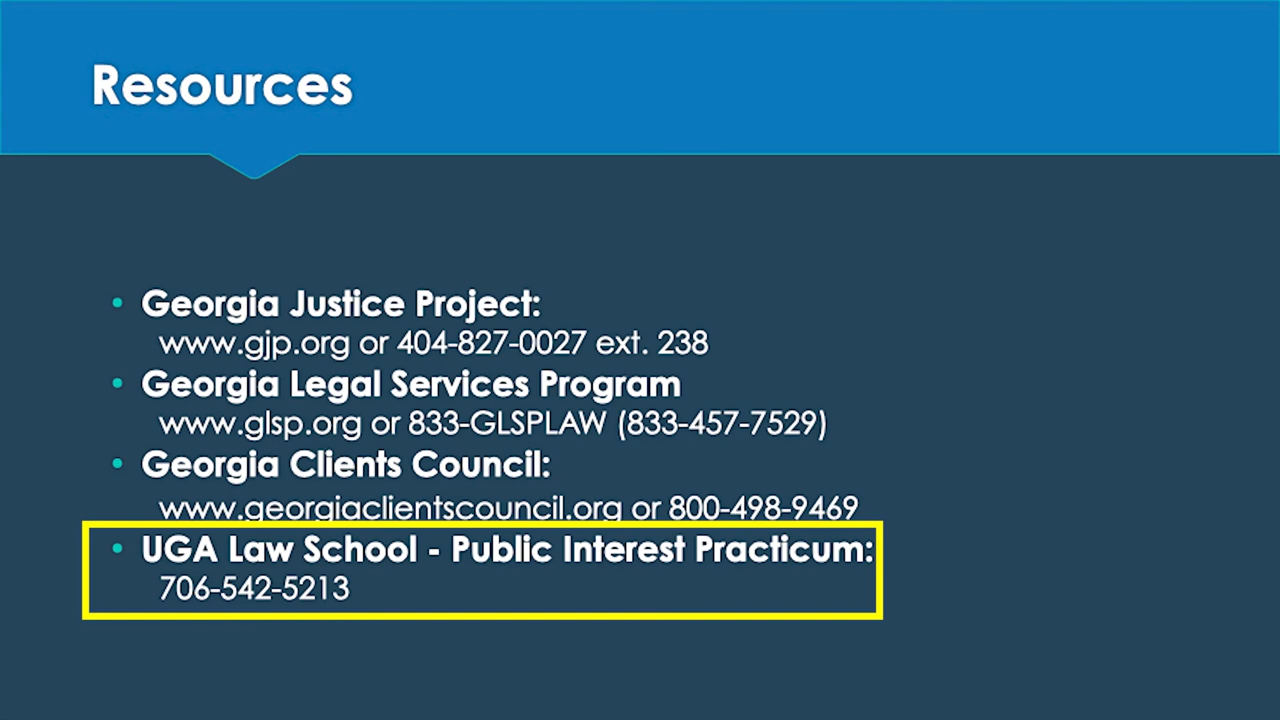 Resources
• Georgia Justice Project:
www.gjp.org or 404-827-0027 ext. 238
• Georgia Legal Services Program
www.glsp.org or 833-GLSPLAW (833-457-7529)
• Georgia Clients Council:
www.georgiaclientscouncil.org or 800-498-9469
• UGA Law School - Public Interest Practicum:
706-542-5213